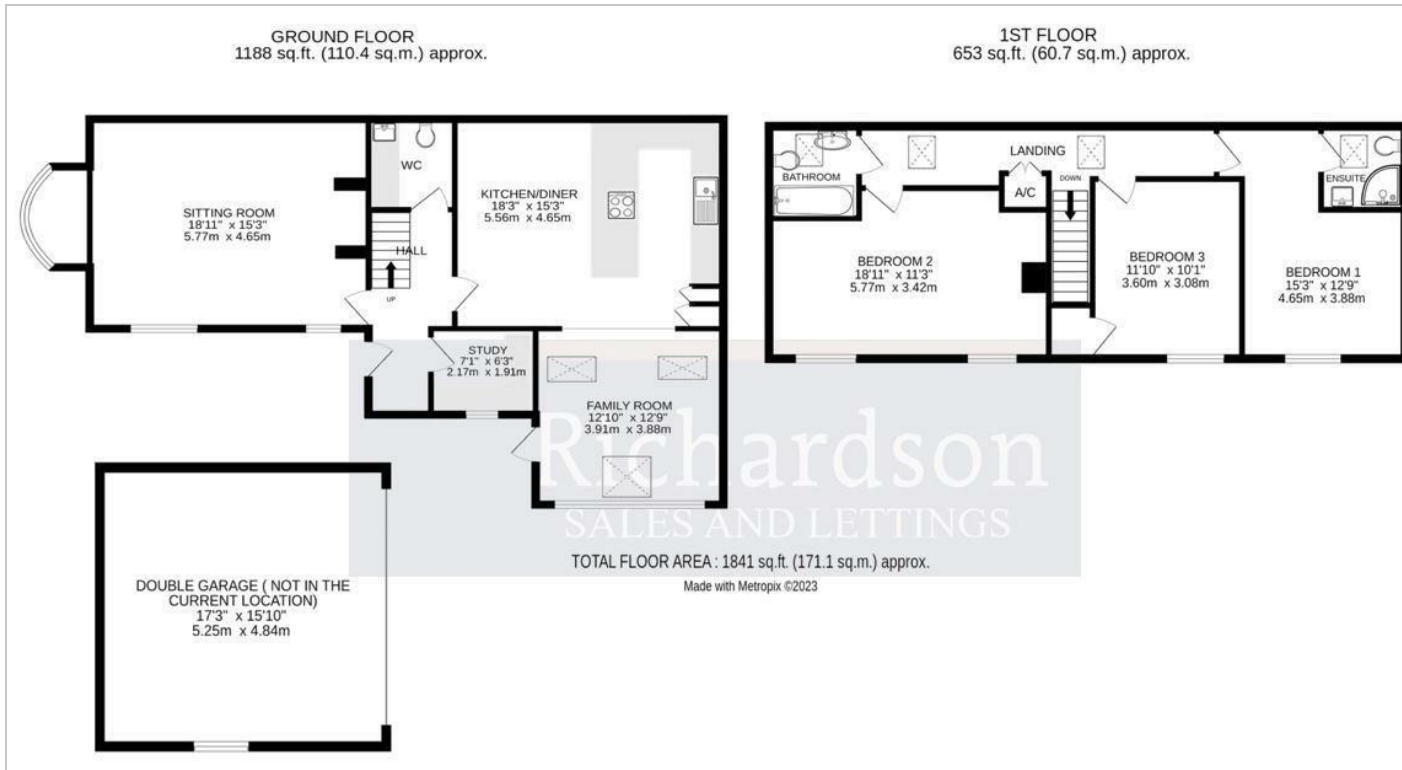 GROUND FLOOR
1188 sq.ft. (110.4 sq.m.) approx.
1ST FLOOR
653 sq.ft. (60.7 sq.m.) approx.
SITTING ROOM
18'11" x 15'3"
5.77m x 4.65m
WC
HALL
UP
KITCHEN/DINER
18'3" x 15'3"
5.56m x 4.65m
STUDY
7'1" x 6'3"
2.17m x 1.91m
FAMILY ROOM
12'10" x 12'9"
3.91m x 3.88m
BATHROOM
LANDING
A/C
DOWN
ENSUITE
BEDROOM 2
18'11" x 11'3"
5.77m x 3.42m
BEDROOM 3
11'10" x 10'1"
3.60m x 3.08m
BEDROOM 1
15'3" x 12'9"
4.65m x 3.88m
Richardson
SALES AND LETTINGS
DOUBLE GARAGE ( NOT IN THE
CURRENT LOCATION)
17'3" x 15'10"
5.25m x 4.84m
TOTAL FLOOR AREA : 1841 sq.ft. (171.1 sq.m.) approx.
Made with Metropix ©2023